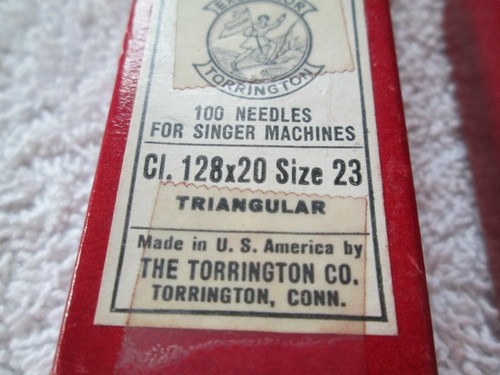 TORRINGTON
100 NEEDLES
FOR SINGER MACHINES
Cl. 128x20 Size 23
TRIANGULAR
Made in U. S. America by
THE TORRINGTON CO.
TORRINGTON, CONN.